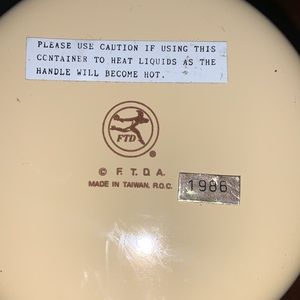 PLEASE USE CAUTION IF USING THIS
CONTAINER TO HEAT LIQUIDS AS THE
HANDLE WILL BECOME HOT.
FTD
®
© F. T. D. A.
MADE IN TAIWAN, R.O.C.
1986